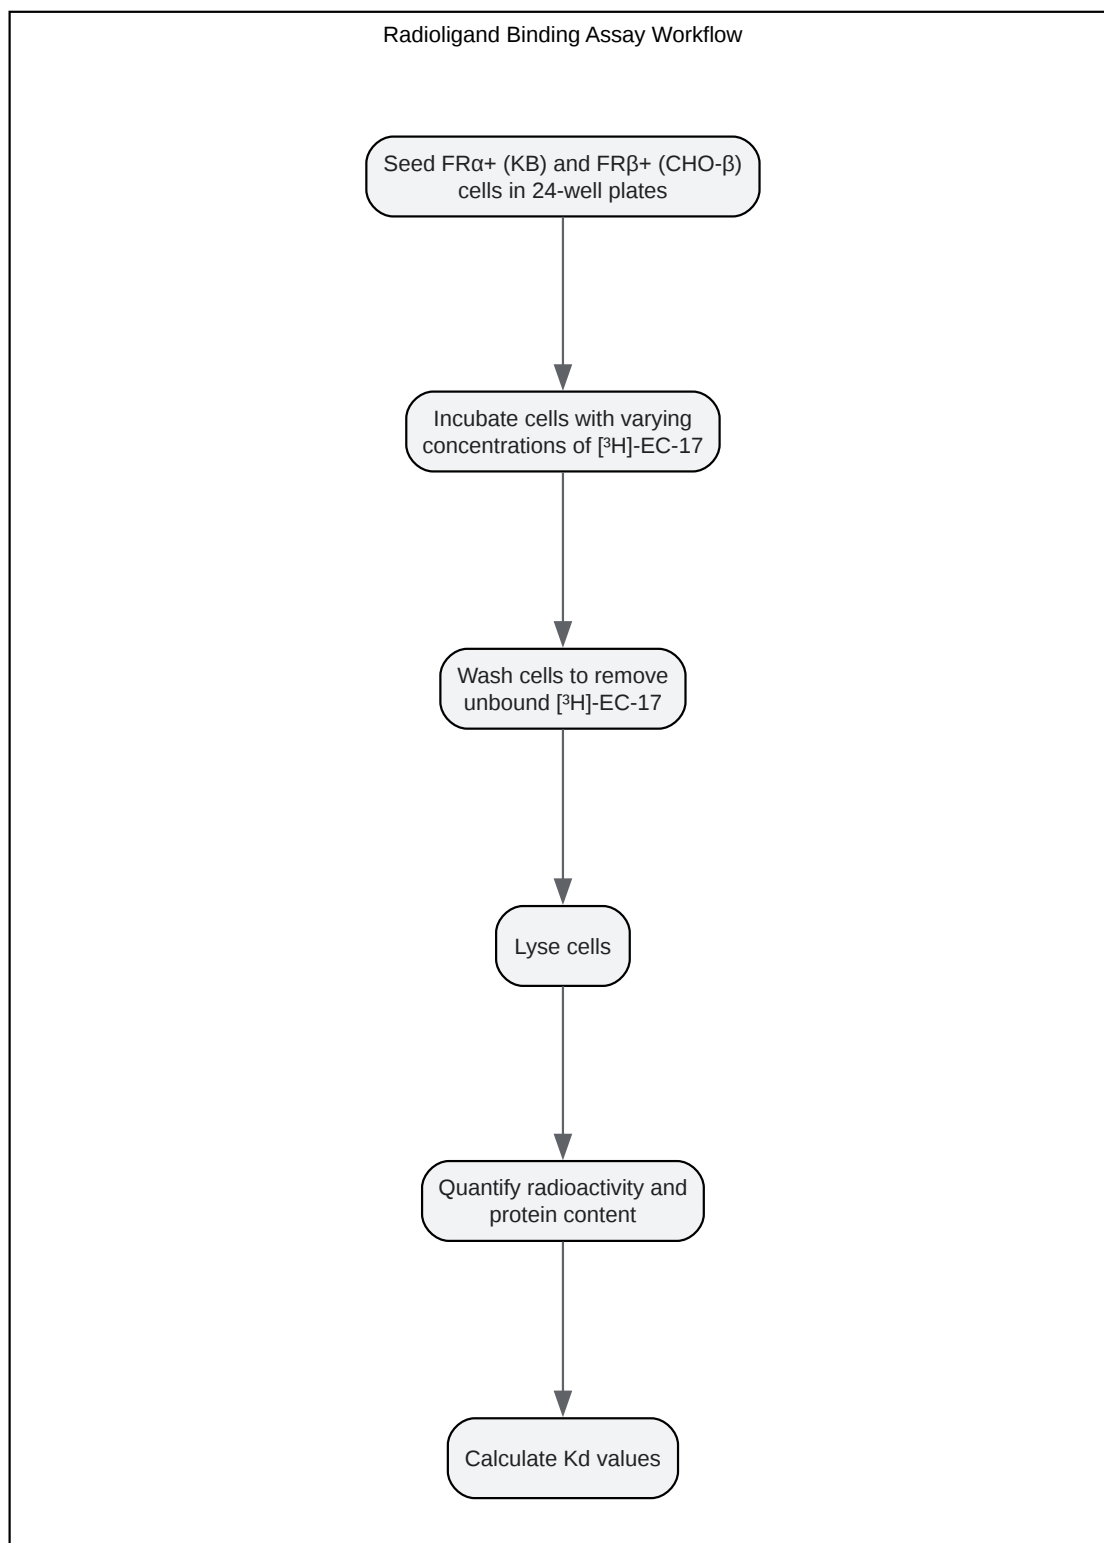 Radioligand Binding Assay Workflow
Seed FRα+ (KB) and FRβ+ (CHO-β)
cells in 24-well plates
Incubate cells with varying
concentrations of [³H]-EC-17
Wash cells to remove
unbound [³H]-EC-17
Lyse cells
Quantify radioactivity and
protein content
Calculate Kd values